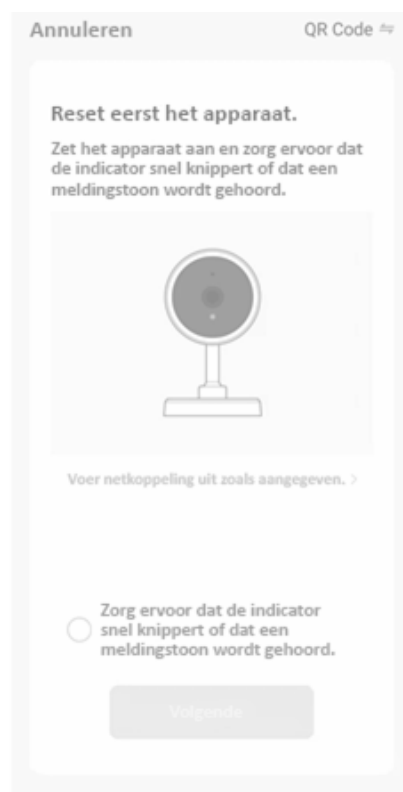 Annuleren
QR Code ⇋
Reset eerst het apparaat.
Zet het apparaat aan en zorg ervoor dat
de indicator snel knippert of dat een
meldingstoon wordt gehoord.
Voer netkoppeling uit zoals aangegeven. >
Zorg ervoor dat de indicator
snel knippert of dat een
meldingstoon wordt gehoord.
Volgende